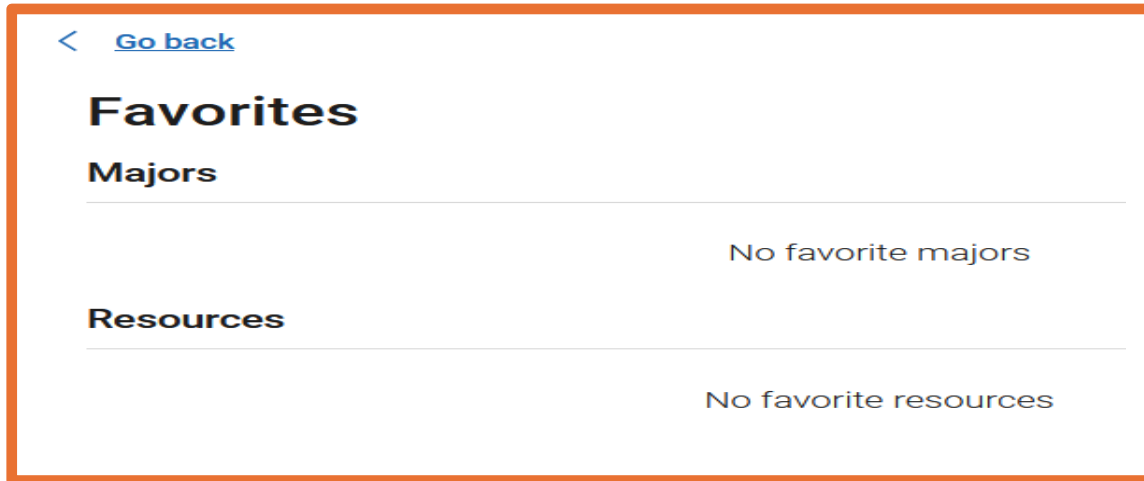 Go back
Favorites
Majors
No favorite majors
Resources
No favorite resources